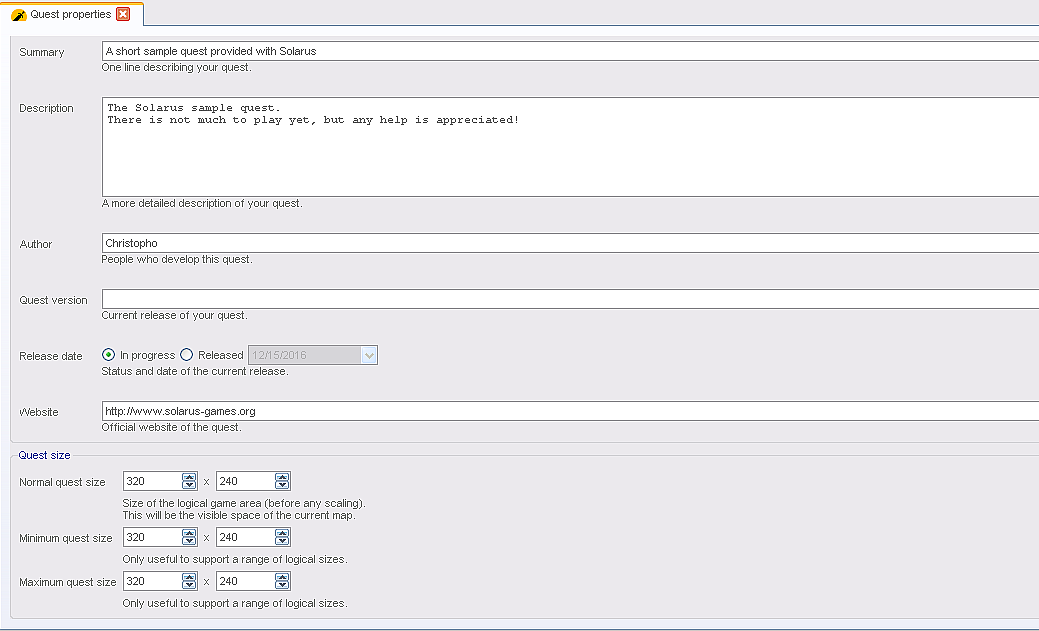 Quest properties
Summary
A short sample quest provided with Solarus
One line describing your quest.
Description
The Solarus sample quest.
There is not much to play yet, but any help is appreciated!
A more detailed description of your quest.
Author
Christopho
People who develop this quest.
Quest version
Current release of your quest.
Release date
In progress Released 12/15/2016
Status and date of the current release.
Website
http://www.solarus-games.org
Official website of the quest.
Quest size
Normal quest size 320 x 240
Size of the logical game area (before any scaling).
This will be the visible space of the current map.
Minimum quest size 320 x 240
Only useful to support a range of logical sizes.
Maximum quest size 320 x 240
Only useful to support a range of logical sizes.